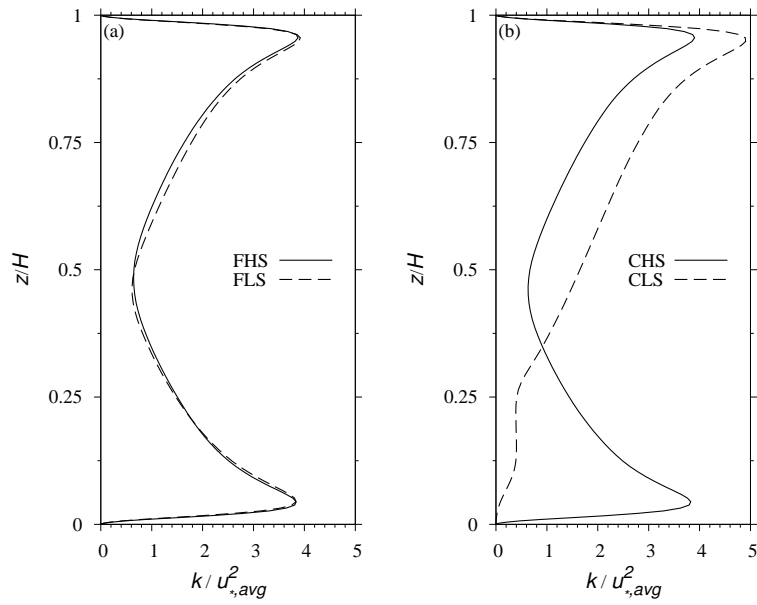 (a)
1
0.75
0.5
0.25
0
z/H
FHS
FLS
0 1 2 3 4 5
k / u²*,avg
(b)
1
0.75
0.5
0.25
0
z/H
CHS
CLS
0 1 2 3 4 5
k / u²*,avg